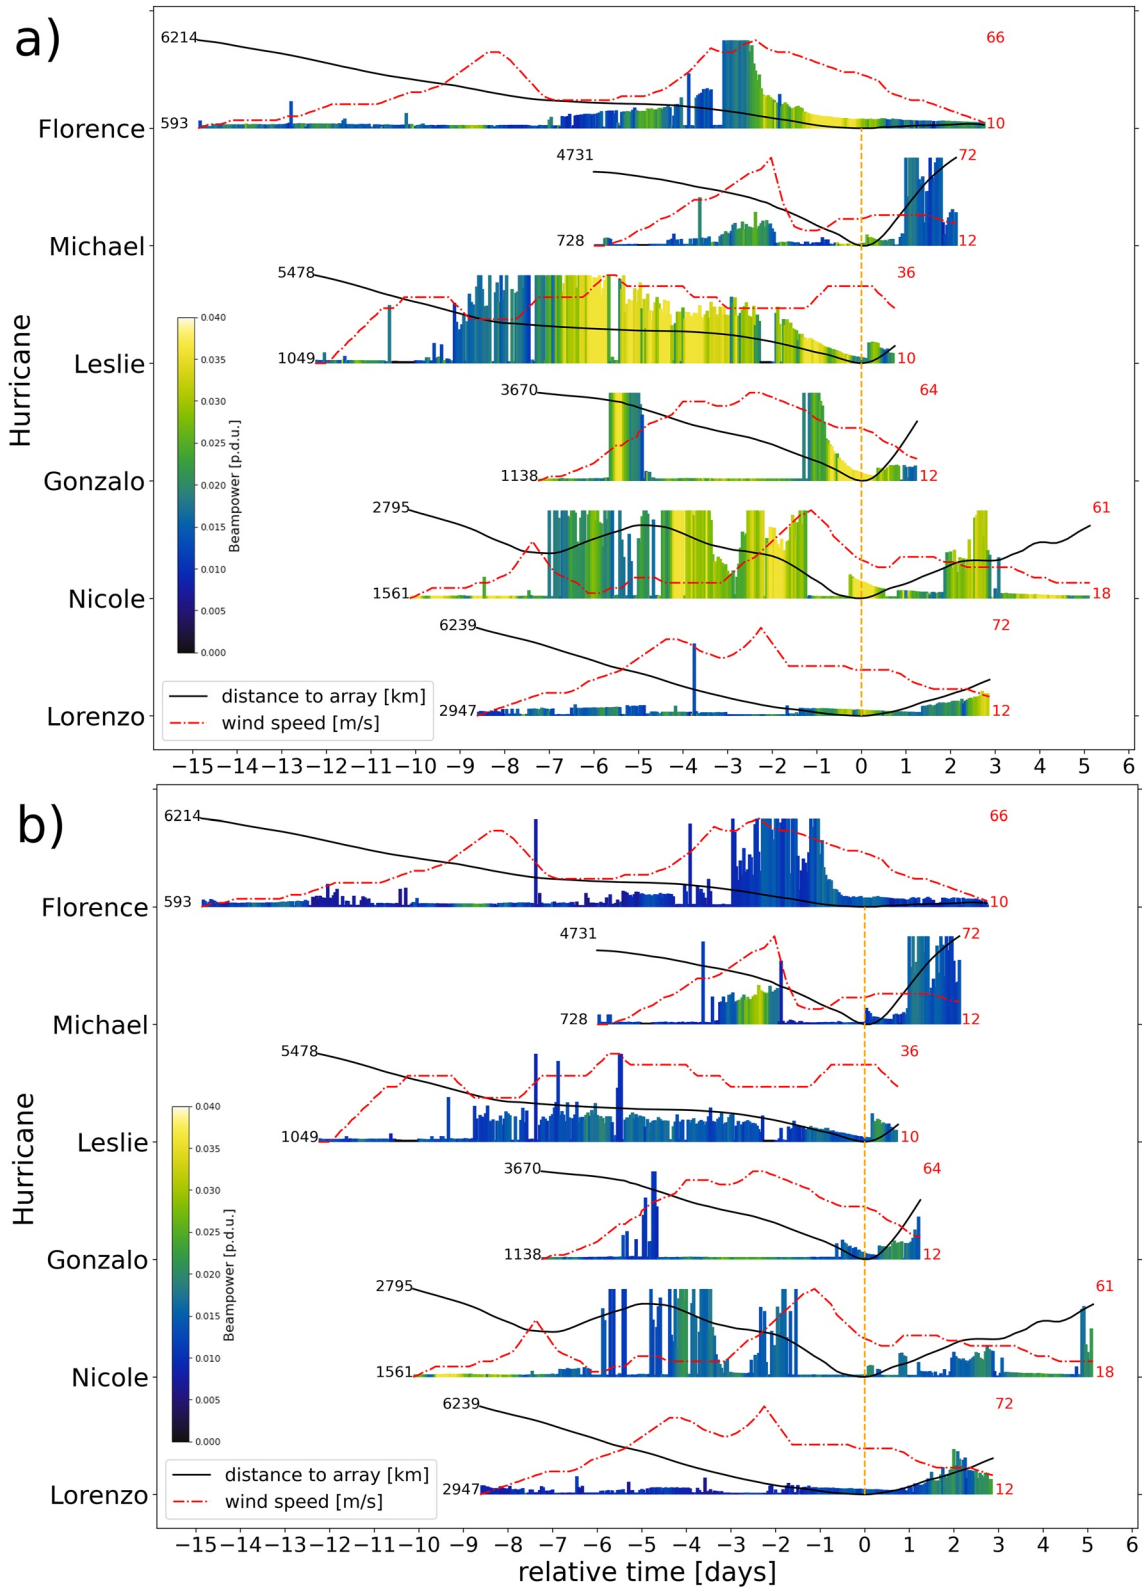 a)
6214 66
593 10
Florence
4731 72
728 12
Michael
5478 36
1049 10
Leslie
3670 64
1138 12
Gonzalo
2795 61
1561 18
Nicole
6239 72
2947 12
Lorenzo
Hurricane
0.040
0.035
0.030
0.025
0.020
0.015
0.010
0.005
0.000
Beampower [p.d.u.]
distance to array [km]
wind speed [m/s]
−15 −14 −13 −12 −11 −10 −9 −8 −7 −6 −5 −4 −3 −2 −1 0 1 2 3 4 5 6
b)
6214 66
593 10
Florence
4731 72
728 12
Michael
5478 36
1049 10
Leslie
3670 64
1138 12
Gonzalo
2795 61
1561 18
Nicole
6239 72
2947 12
Lorenzo
Hurricane
0.040
0.035
0.030
0.025
0.020
0.015
0.010
0.005
0.000
Beampower [p.d.u.]
distance to array [km]
wind speed [m/s]
−15 −14 −13 −12 −11 −10 −9 −8 −7 −6 −5 −4 −3 −2 −1 0 1 2 3 4 5 6
relative time [days]